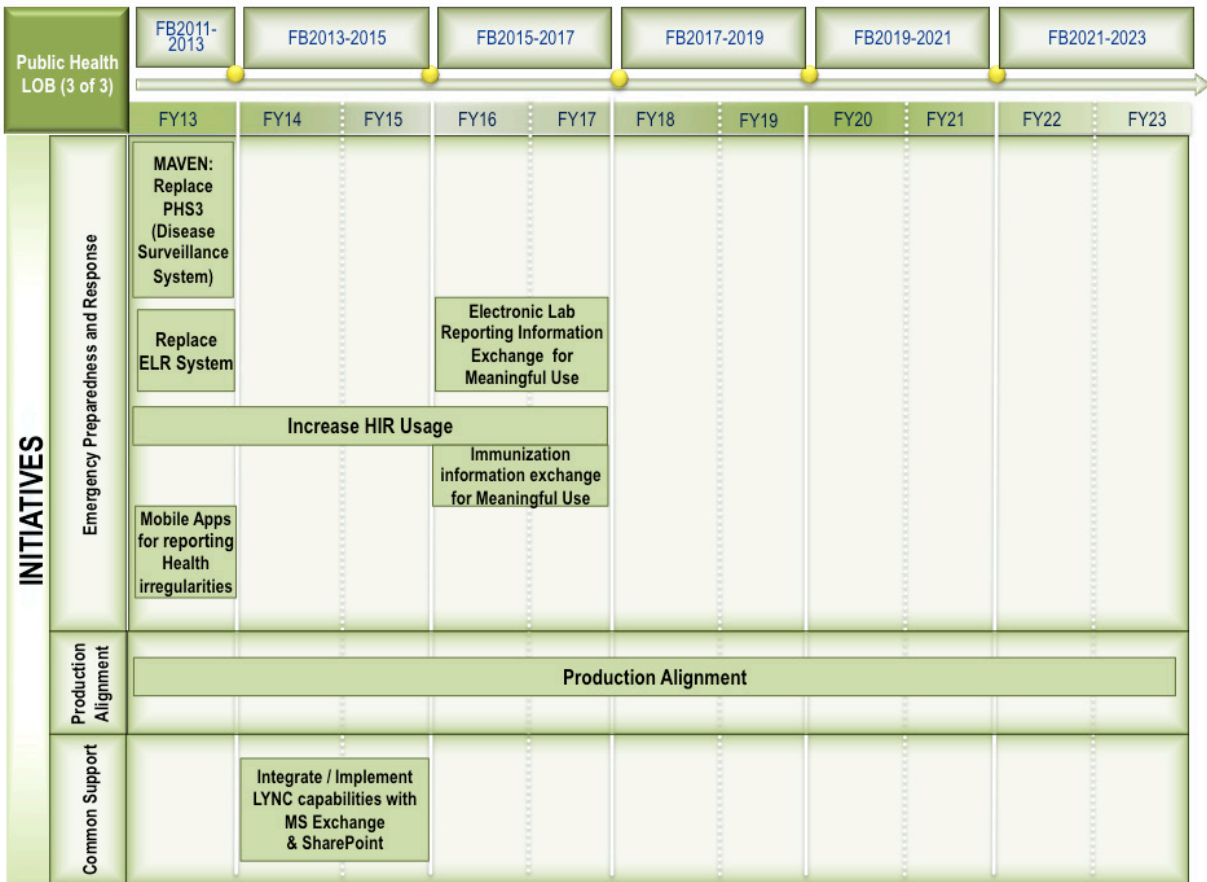 Public Health
LOB (3 of 3)
FB2011-
2013
FB2013-2015
FB2015-2017
FB2017-2019
FB2019-2021
FB2021-2023
FY13
FY14
FY15
FY16
FY17
FY18
FY19
FY20
FY21
FY22
FY23
INITIATIVES
Emergency Preparedness and Response
MAVEN:
Replace
PHS3
(Disease
Surveillance
System)
Replace
ELR System
Electronic Lab
Reporting Information
Exchange for
Meaningful Use
Increase HIR Usage
Immunization
information exchange
for Meaningful Use
Mobile Apps
for reporting
Health
irregularities
Production
Alignment
Production Alignment
Common Support
Integrate / Implement
LYNC capabilities with
MS Exchange
& SharePoint